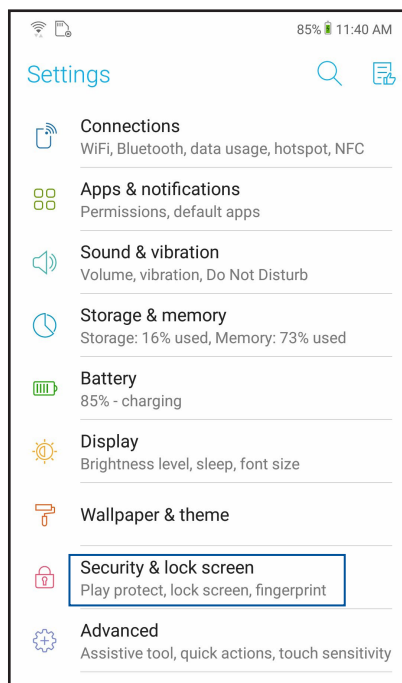 85% 11:40 AM
Settings
Connections
WiFi, Bluetooth, data usage, hotspot, NFC
Apps & notifications
Permissions, default apps
Sound & vibration
Volume, vibration, Do Not Disturb
Storage & memory
Storage: 16% used, Memory: 73% used
Battery
85% - charging
Display
Brightness level, sleep, font size
Wallpaper & theme
Security & lock screen
Play protect, lock screen, fingerprint
Advanced
Assistive tool, quick actions, touch sensitivity